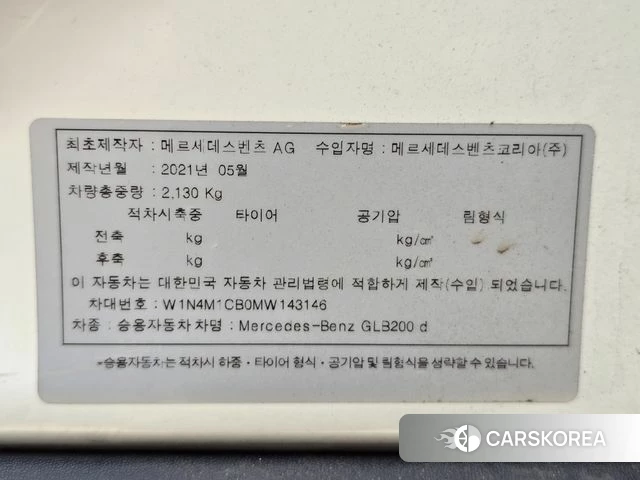 최초제작자 : 메르세데스벤츠 AG 수입자명 : 메르세데스벤츠코리아(주)
제작년월 : 2021년 05월
차량총중량 : 2,130 Kg
적차시축중 타이어 공기압 림형식
전축 kg kg/㎠ - -
후축 kg kg/㎠
이 자동차는 대한민국 자동차 관리법령에 적합하게 제작(수입) 되었습니다.
차대번호 : W1N4M1CB0MW143146
차종 : 승용자동차 차명 : Mercedes-Benz GLB200 d
-승용자동차는 적차시 하중 · 타이어 형식 · 공기압 및 림형식을 생략할 수 있습니다.
CARSKOREA